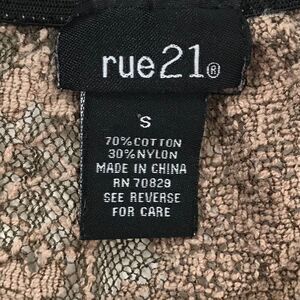 rue21®
S
70%COTTON
30%NYLON
MADE IN CHINA
RN 70829
SEE REVERSE
FOR CARE